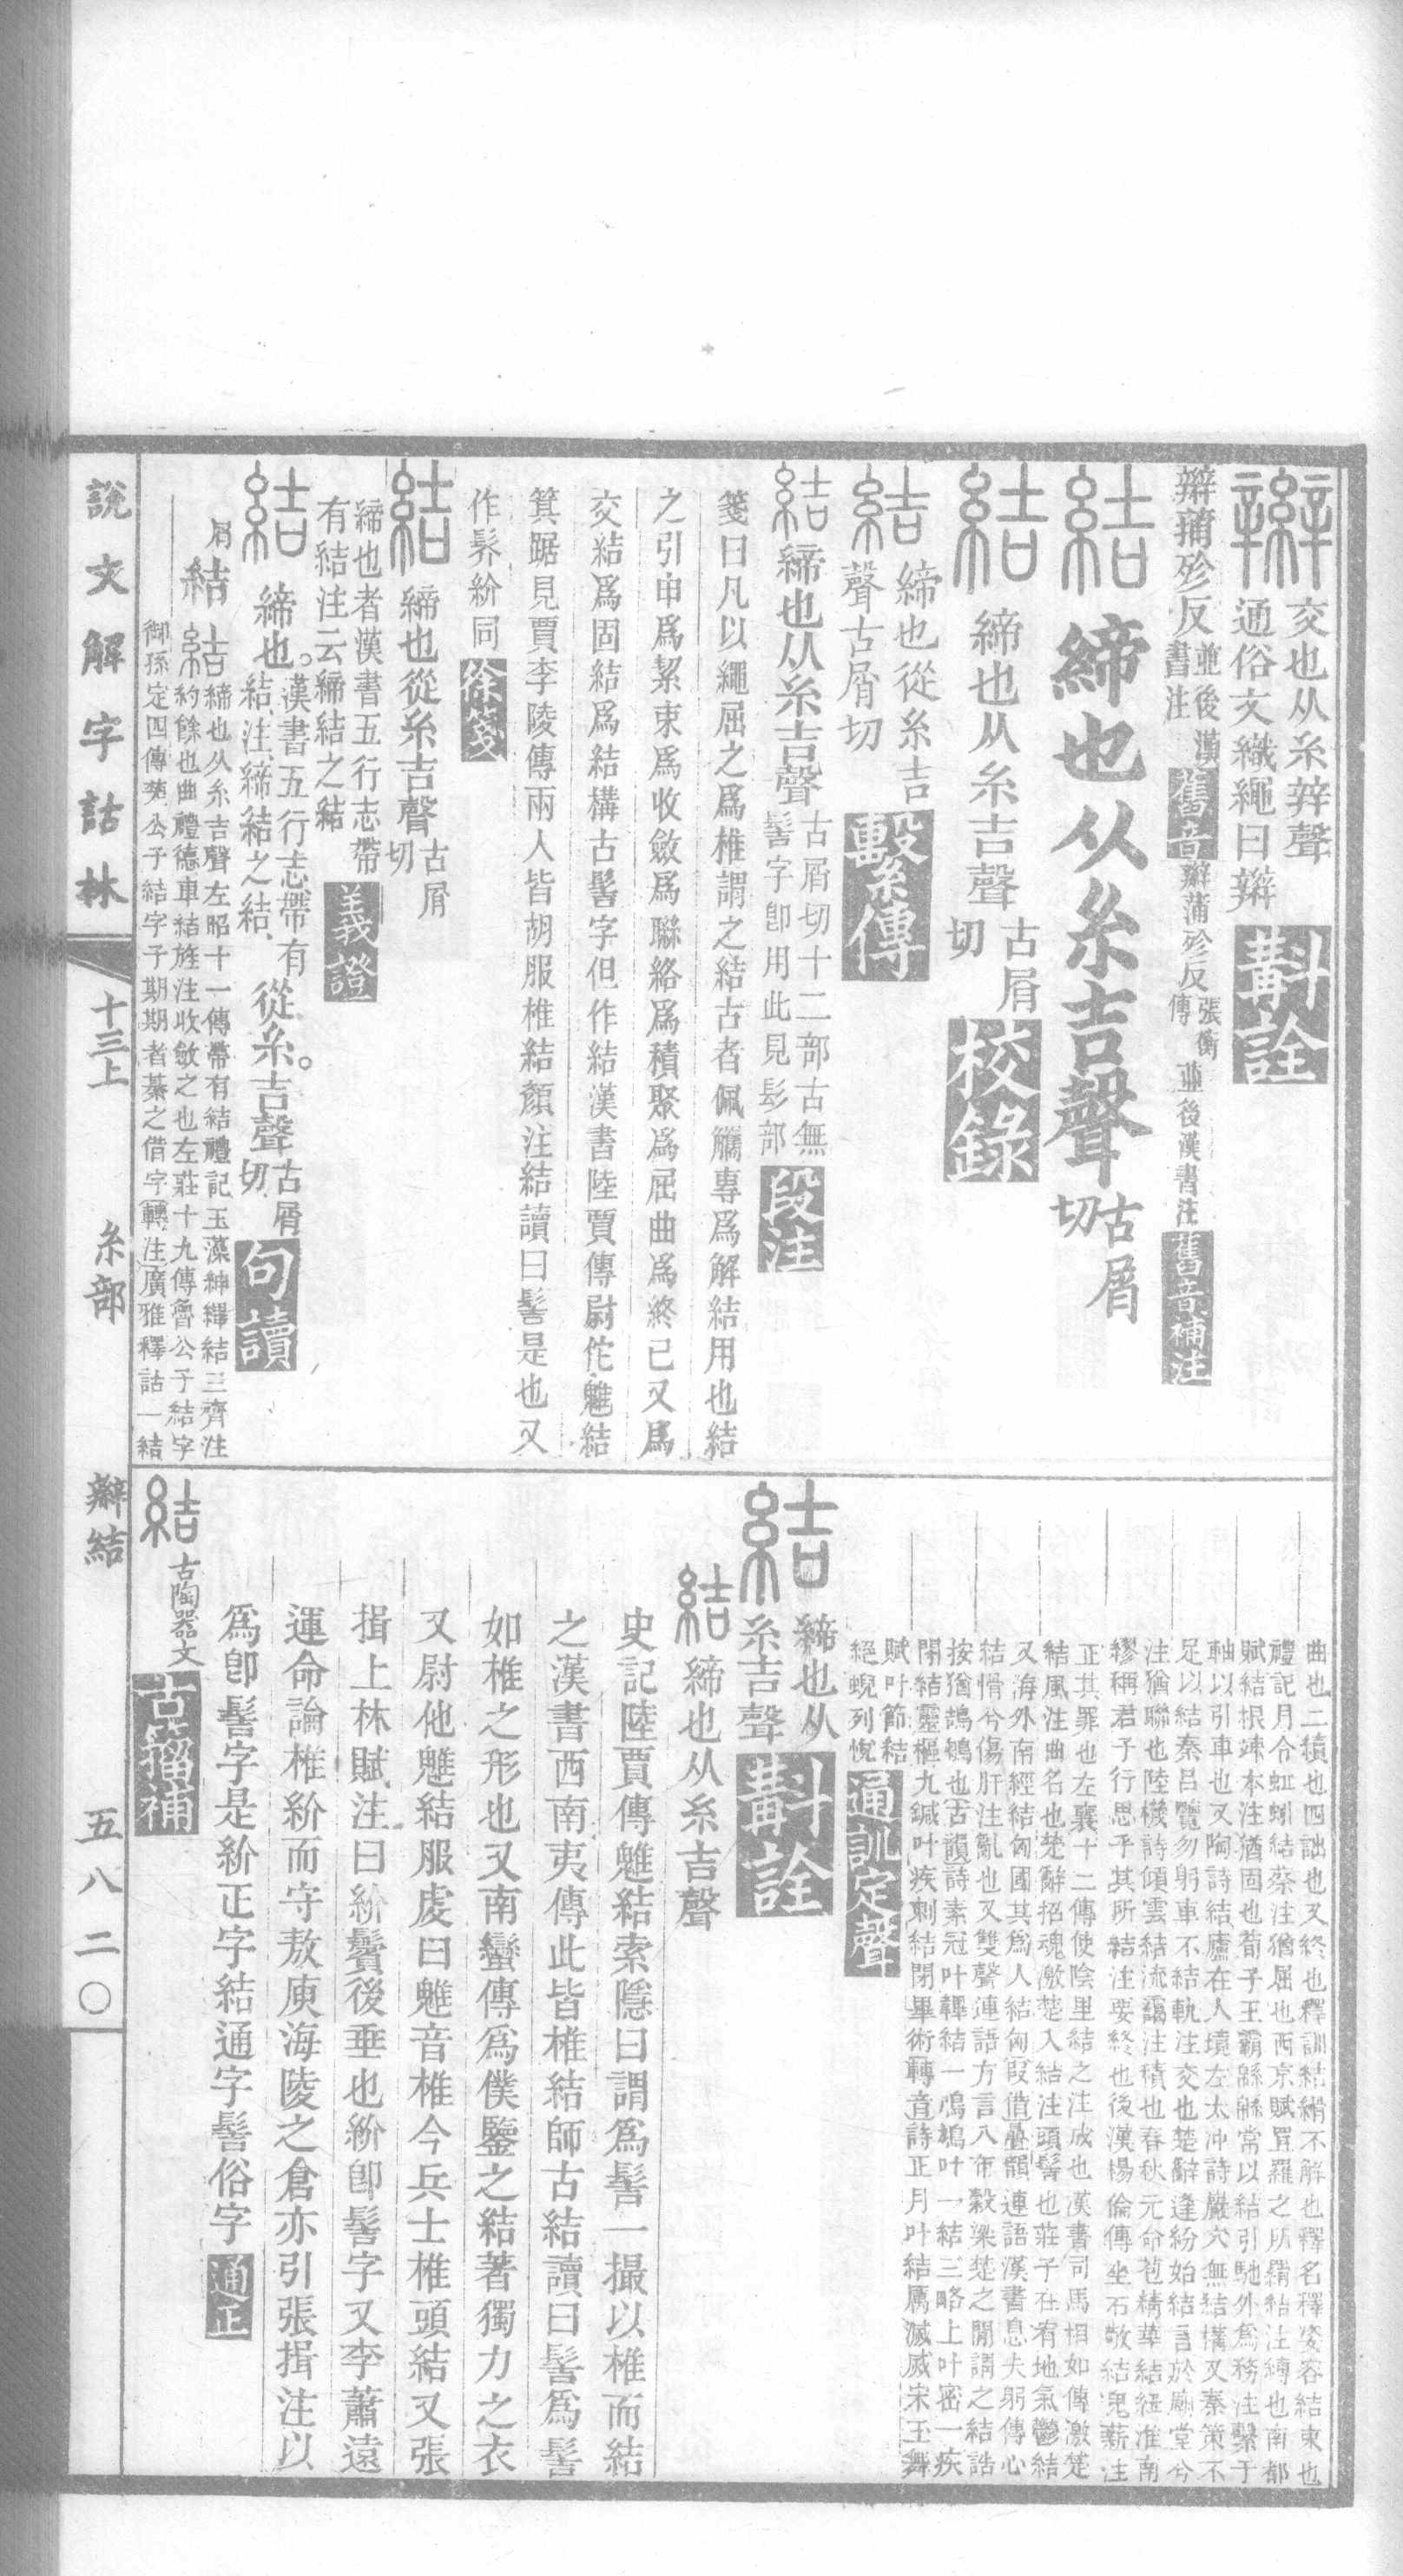 辮
交也从糸辡聲
通俗文織繩曰辮
斠詮
辮蒲殄反
並後漢
書注
舊音
辮蒲殄反
張衡
傳
並後漢書注
舊音補注
結
締也从糸吉聲
古屑
切
結
締也从糸吉聲
古屑
切
校錄
結
締也從糸吉
聲古屑切
繫傳
結
締也从糸吉聲
古屑切十二部古無
髻字卽用此見髟部
段注
箋曰凡以繩屈之爲椎謂之結古者佩觿專爲解結用也結
之引申爲絜束爲收斂爲聯絡爲積聚爲屈曲爲終已又爲
交結爲固結爲結構古髻字但作結漢書陸賈傳尉佗魋結
箕踞見賈李陵傳兩人皆胡服椎結顏注結讀曰髻是也又
作髺紒同
徐箋
結
締也從糸吉聲
古屑
切
締也者漢書五行志帶
有結注云締結之結
義證
結
締也。
漢書五行志帶有
結注、締結之結、
從糸。吉聲
古屑
切
句讀
屑
結
結
締也从糸吉聲左昭十一傳帶有結禮記玉藻紳韠結三齊注
約餘也曲禮德車結旌注收斂之也左莊十九傳魯公子結字
御孫定四傳楚公子結字子期期者綦之借字轉注廣雅釋詁一結
曲也二積也四詘也又終也釋訓結縎不解也釋名釋姿容結束也
禮記月令蚯蚓結蔡注猶屈也西京賦罝羅之所羂結注縛也南都
賦結根竦本注猶固也荀子王霸縣縣常以結引馳外爲務注繫于
軸以引車也又陶詩結廬在人境左太冲詩巖穴無結構又秦策不
足以結秦呂覽勿躬車不結軌注交也楚辭逢紛始結言於廟堂兮
注猶聯也陸機詩傾雲結流靄注積也春秋元命苞精華結紐淮南
繆稱君子行思乎其所結注要終也後漢楊倫傳坐不敬結鬼薪注
正其罪也左襄十二傳使陰里結之注成也漢書司馬相如傳激楚
結風注曲名也楚辭招魂激楚入結注頭髻也莊子在宥地氣鬱結
又海外南經結匈國其爲人結匈叚借疊韻連語漢書息夫躬傳心
結愲兮傷肝注亂也又雙聲連語方言八布穀梁楚之閒謂之結誥
按猶鴶鵴也古韻詩素冠叶韠結一鳲鳩叶一結三略上叶密一疾
閉結靈樞九鍼叶疾刺結閉畢術轉音詩正月叶結厲滅威宋玉舞
賦叶節結
絕蜺列悅
通訓定聲
結
締也从
糸吉聲
斠詮
結
締也从糸吉聲
史記陸賈傳魋結索隱曰謂爲髻一撮以椎而結
之漢書西南夷傳此皆椎結師古結讀曰髻爲髻
如椎之形也又南蠻傳爲僕鑒之結著獨力之衣
又尉他魋結服虔曰魋音椎今兵士椎頭結又張
揖上林賦注曰紒鬢後垂也紒卽髻字又李蕭遠
運命論椎紒而守敖庾海陵之倉亦引張揖注以
爲卽髻字是紒正字結通字髻俗字
通正
結
古陶器文
古籀補
說文解字詁林
十三上
糸部
辮結
五八二〇